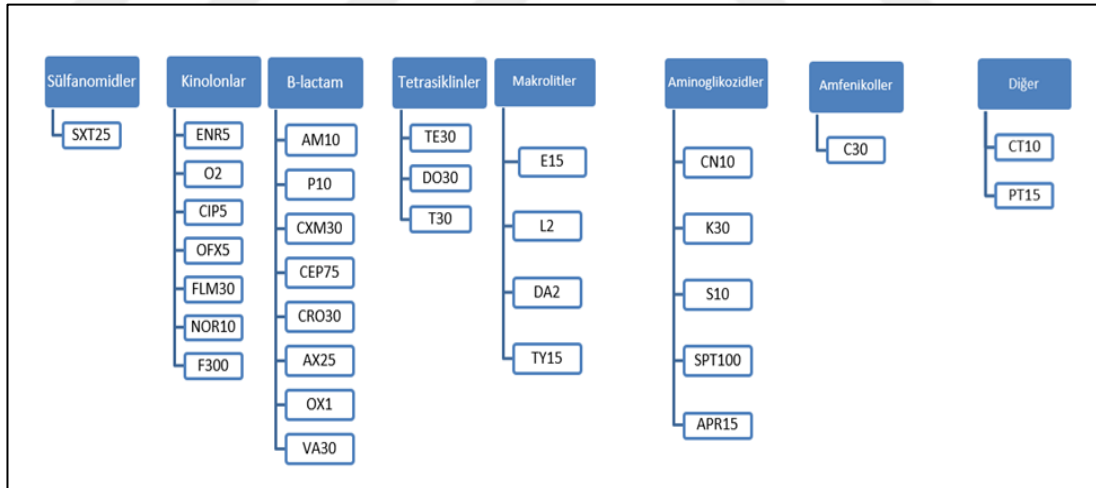 Sülfanomidler
SXT25
Kinolonlar
ENR5
O2
CIP5
OFX5
FLM30
NOR10
F300
B-lactam
AM10
P10
CXM30
CEP75
CRO30
AX25
OX1
VA30
Tetrasiklinler
TE30
DO30
T30
Makrolitler
E15
L2
DA2
TY15
Aminoglikozidler
CN10
K30
S10
SPT100
APR15
Amfenikoller
C30
Diğer
CT10
PT15